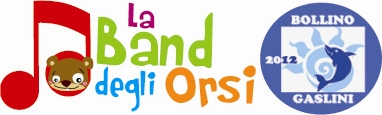 La
Band
degli Orsi
BOLLINO
2012
GASLINI